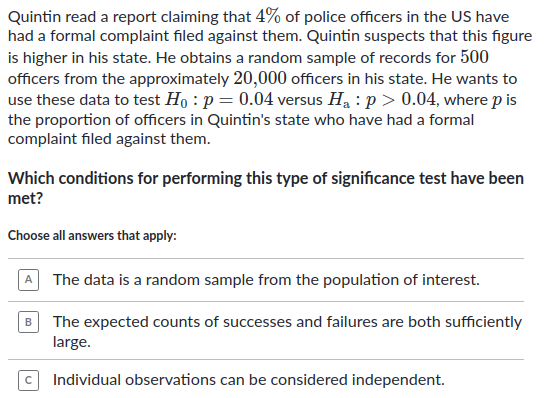 Quintin read a report claiming that 4% of police officers in the US have
had a formal complaint filed against them. Quintin suspects that this figure
is higher in his state. He obtains a random sample of records for 500
officers from the approximately 20,000 officers in his state. He wants to
use these data to test H₀ : p = 0.04 versus Hₐ : p > 0.04, where p is
the proportion of officers in Quintin's state who have had a formal
complaint filed against them.
Which conditions for performing this type of significance test have been
met?
Choose all answers that apply:
A The data is a random sample from the population of interest.
B The expected counts of successes and failures are both sufficiently
large.
C Individual observations can be considered independent.